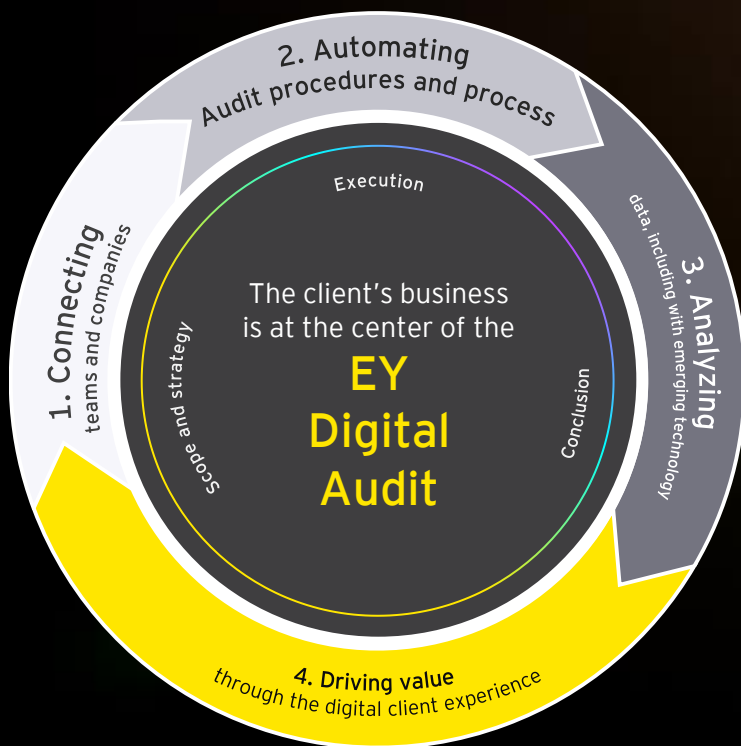 1. Connecting
teams and companies
2. Automating
Audit procedures and process
3. Analyzing
data, including with emerging technology
4. Driving value
through the digital client experience
Scope and strategy
Execution
Conclusion
The client’s business
is at the center of the
EY
Digital
Audit